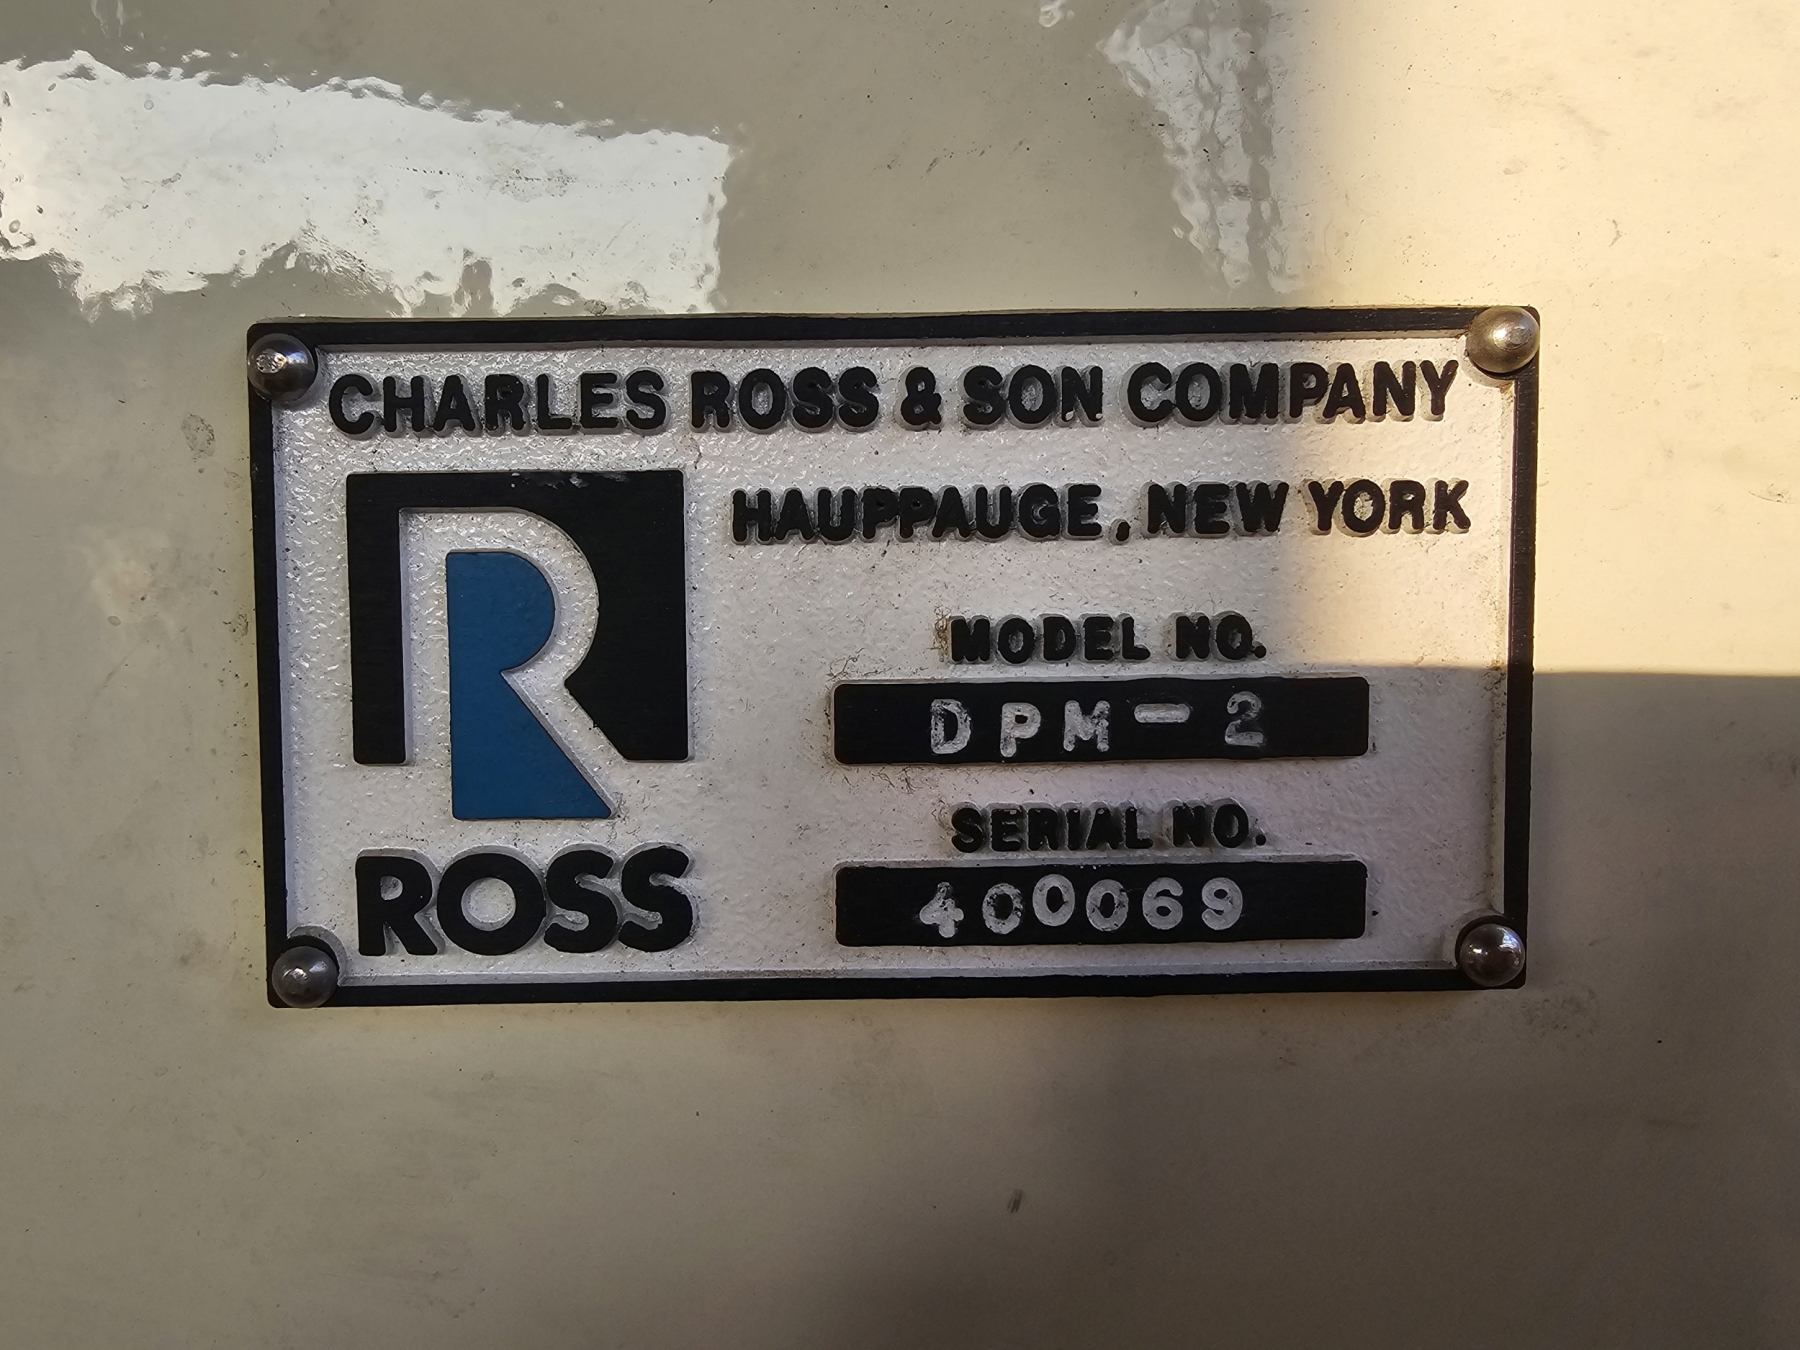 CHARLES ROSS & SON COMPANY
HAUPPAUGE, NEW YORK
R
ROSS
MODEL NO.
DPM-2
SERIAL NO.
400069